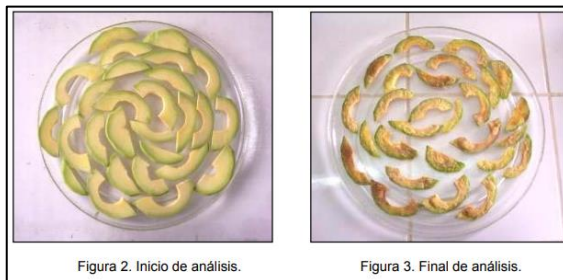 Figura 2. Inicio de análisis.
Figura 3. Final de análisis.